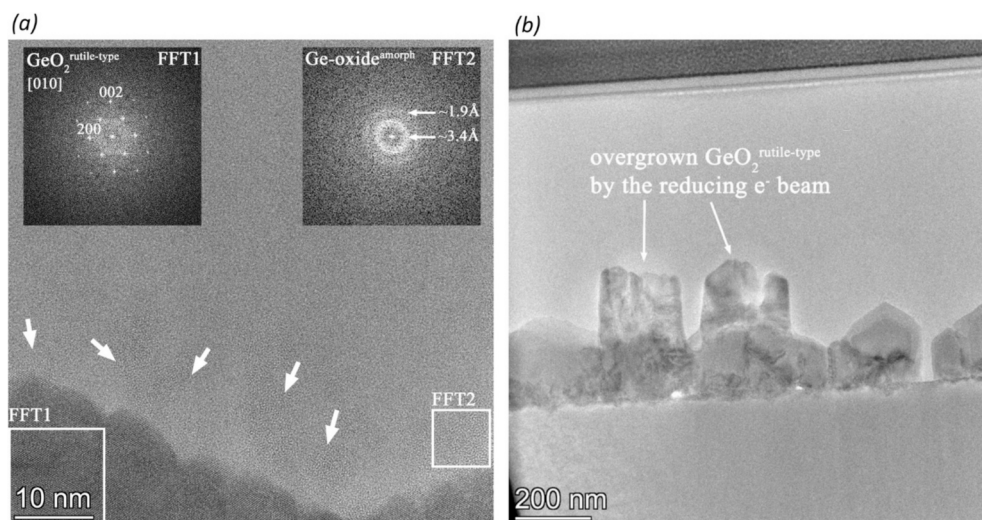 (a)
GeO₂ʳᵘᵗⁱˡᵉ⁻ᵗʸᵖᵉ FFT1
[010]
002
200
Ge-oxideᵃᵐᵒʳᵖʰ FFT2
~1.9Å
~3.4Å
FFT1
FFT2
10 nm
(b)
overgrown GeO₂ʳᵘᵗⁱˡᵉ⁻ᵗʸᵖᵉ
by the reducing e⁻ beam
200 nm